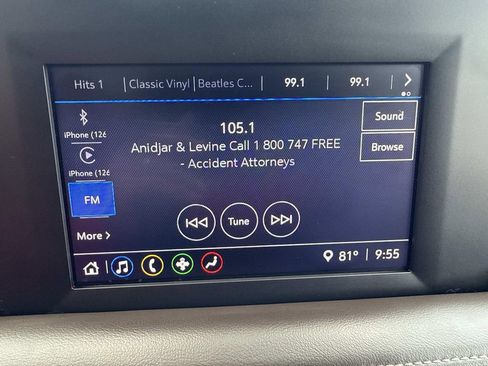 Hits 1 Classic Vinyl Beatles C... 99.1 99.1
105.1
Anidjar & Levine Call 1 800 747 FREE
- Accident Attorneys
Sound
Browse
iPhone (126
iPhone (126
FM
Tune
More >
81° 9:55